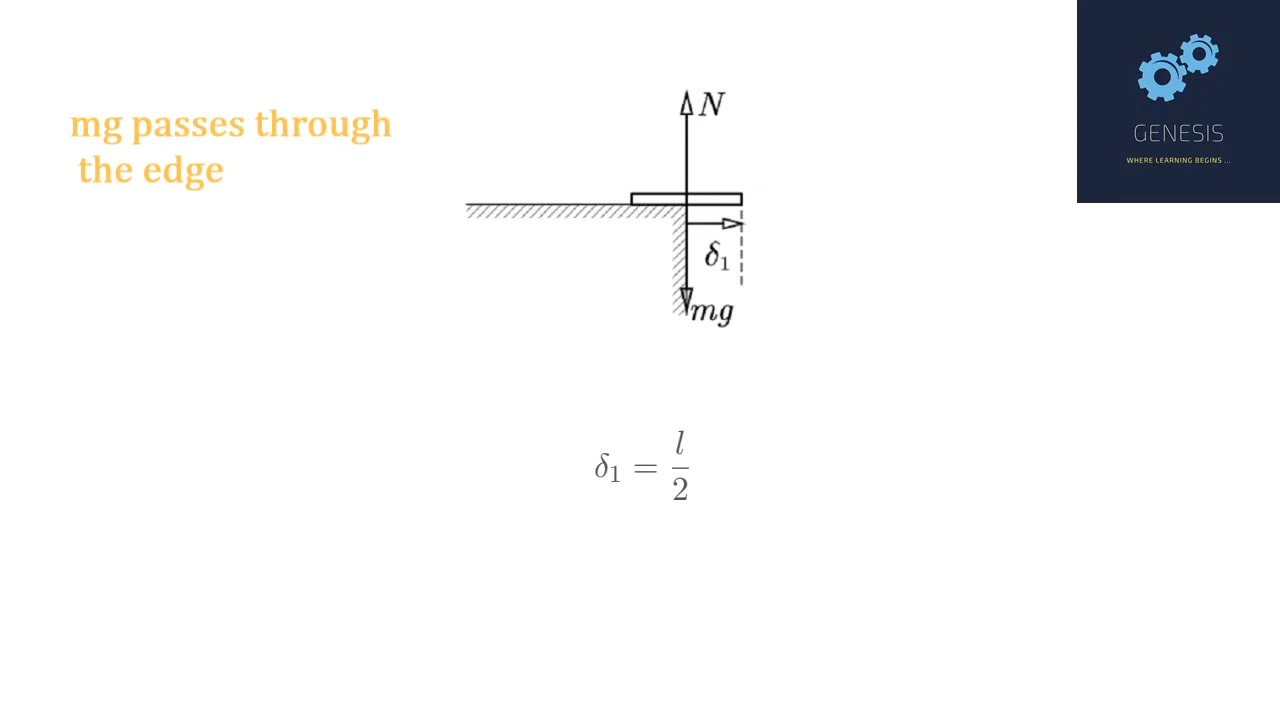 mg passes through
the edge
N
δ₁
mg
δ₁ = l/2
GENESIS
WHERE LEARNING BEGINS ...